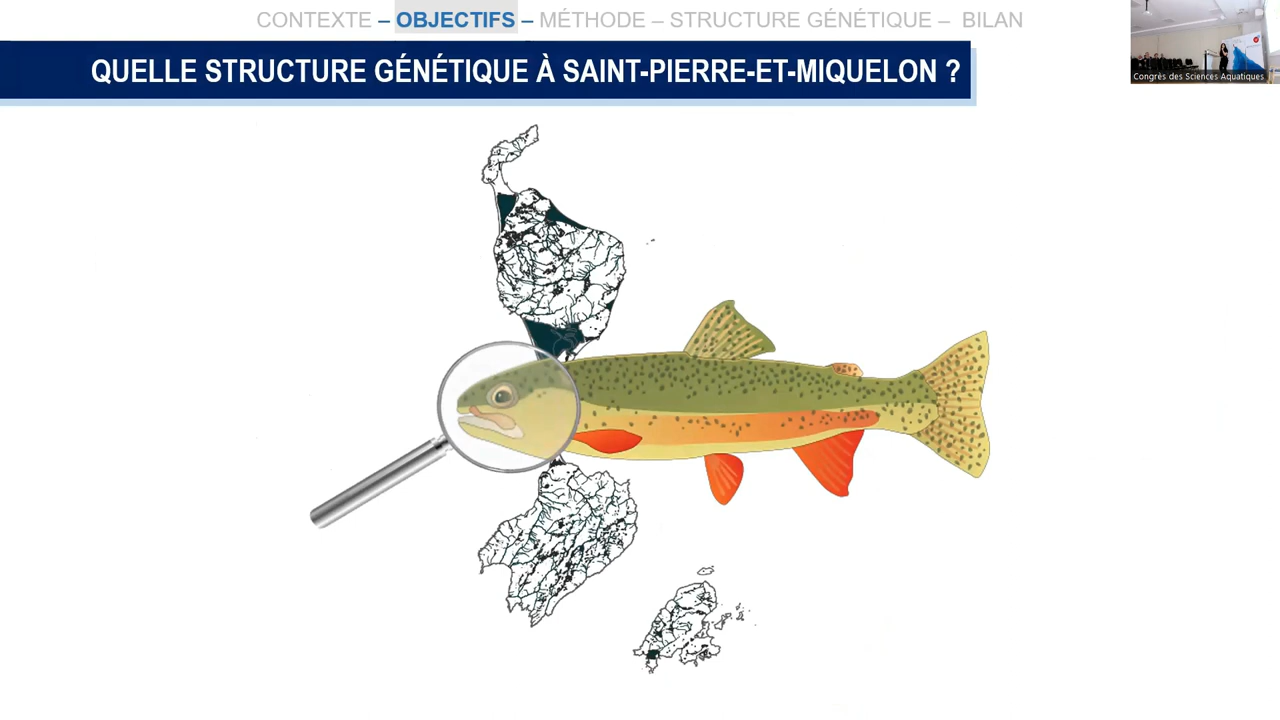 CONTEXTE – OBJECTIFS – MÉTHODE – STRUCTURE GÉNÉTIQUE – BILAN
QUELLE STRUCTURE GÉNÉTIQUE À SAINT-PIERRE-ET-MIQUELON ?
Congrès des Sciences Aquatiques